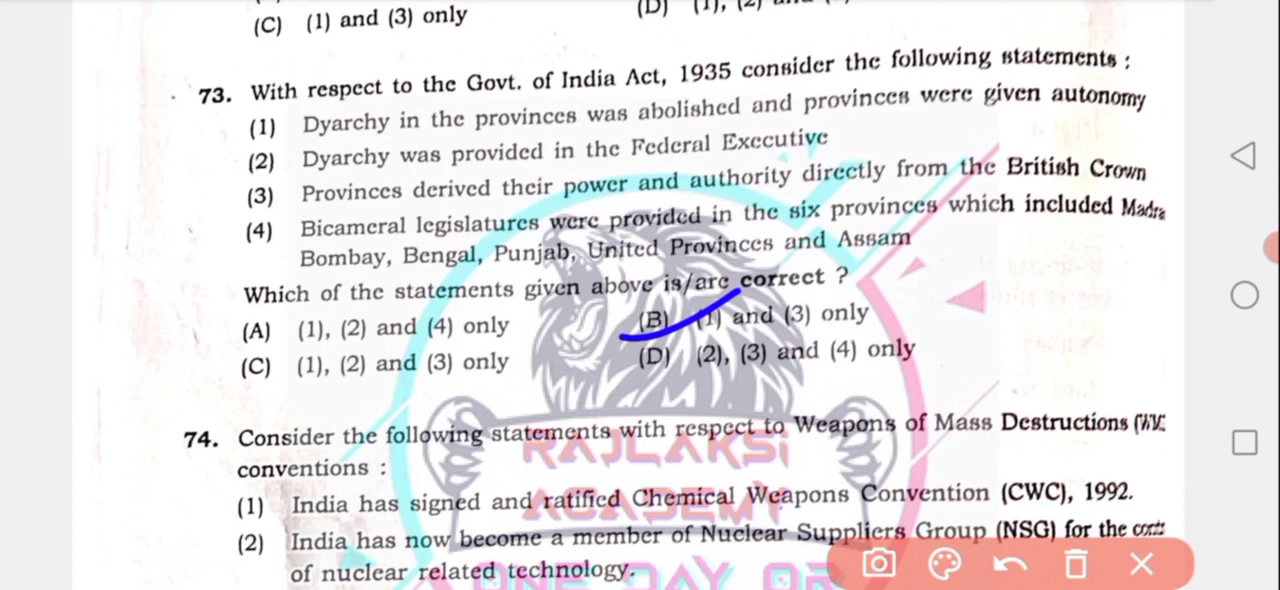 (C) (1) and (3) only
(D) (1), (2)
73. With respect to the Govt. of India Act, 1935 consider the following statements :
(1) Dyarchy in the provinces was abolished and provinces were given autonomy
(2) Dyarchy was provided in the Federal Executive
(3) Provinces derived their power and authority directly from the British Crown
(4) Bicameral legislatures were provided in the six provinces which included
Bombay, Bengal, Punjab, United Provinces and Assam
Which of the statements given above is/are correct ?
(A) (1), (2) and (4) only
(B) (1) and (3) only
(C) (1), (2) and (3) only
(D) (2), (3) and (4) only
74. Consider the following statements with respect to Weapons of Mass Destructions
conventions :
(1) India has signed and ratified Chemical Weapons Convention (CWC), 1992.
(2) India has now become a member of Nuclear Suppliers Group (NSG) for the
of nuclear related technology.
RAJLAKSI
ACADEMY
ONE DAY